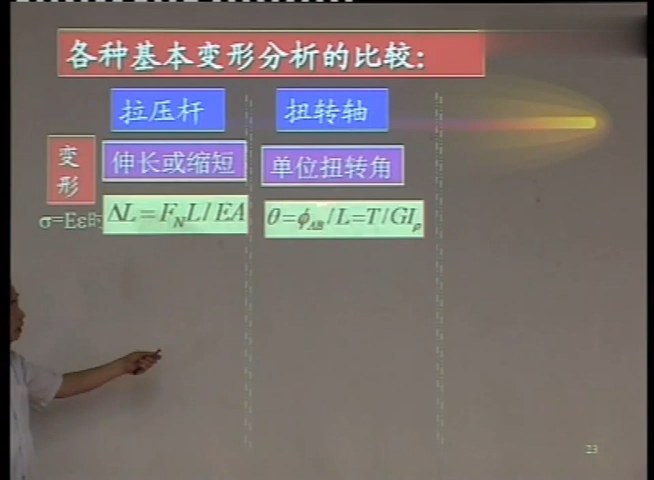 各种基本变形分析的比较:
拉压杆 扭转轴
变形 伸长或缩短 单位扭转角
σ=Eε时 ΔL=F_N L/EA θ=ϕ_AB/L=T/GI_ρ
23